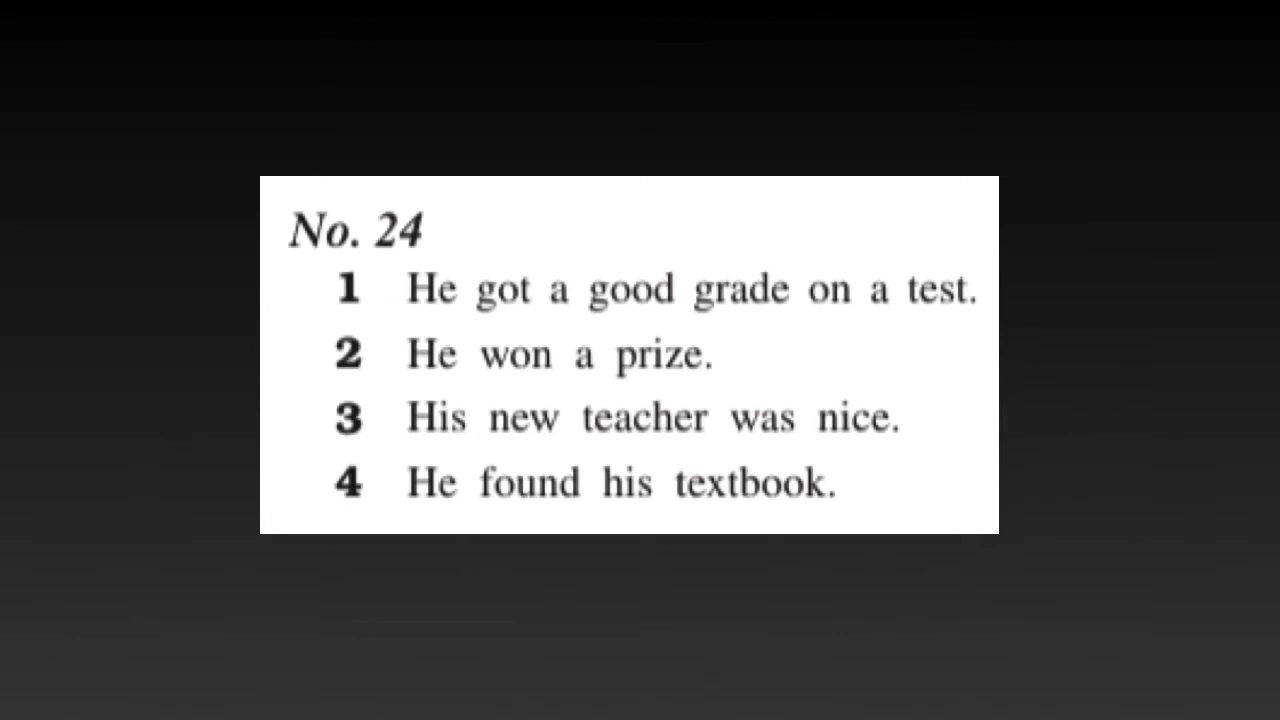 No. 24
1 He got a good grade on a test.
2 He won a prize.
3 His new teacher was nice.
4 He found his textbook.